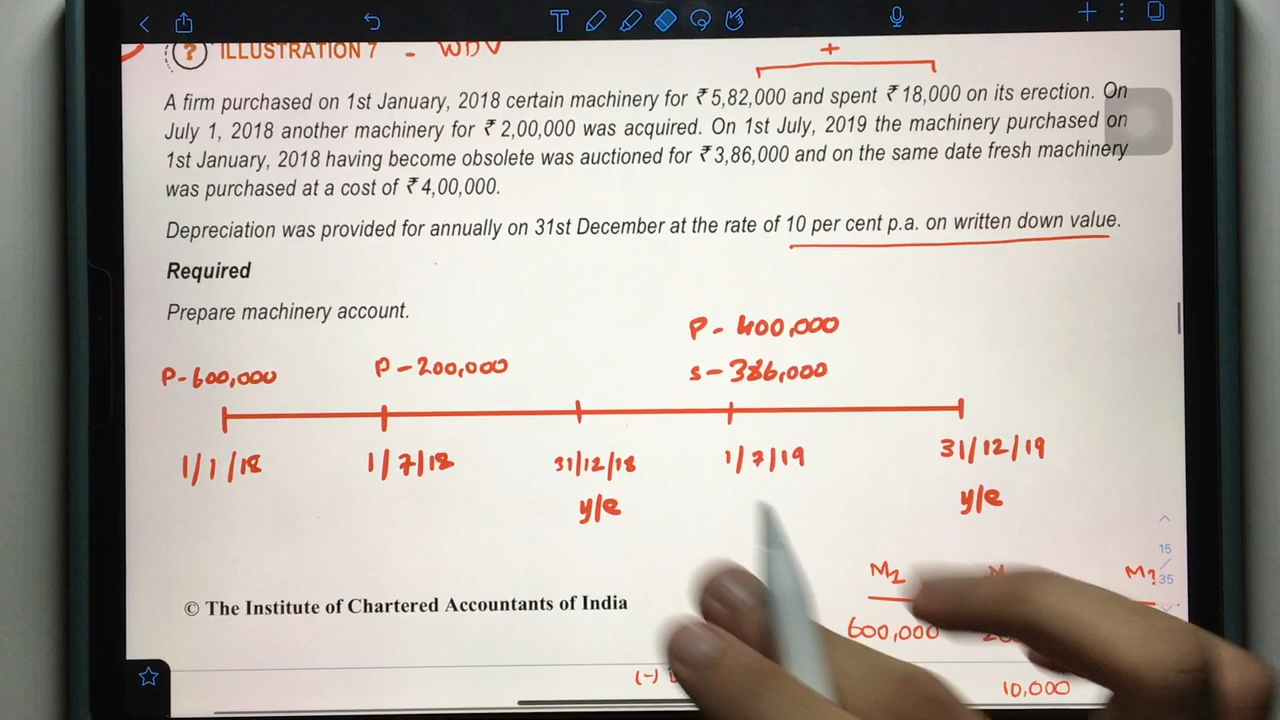 ILLUSTRATION 7 - WDV
+
A firm purchased on 1st January, 2018 certain machinery for ₹ 5,82,000 and spent ₹ 18,000 on its erection. On
July 1, 2018 another machinery for ₹ 2,00,000 was acquired. On 1st July, 2019 the machinery purchased on
1st January, 2018 having become obsolete was auctioned for ₹ 3,86,000 and on the same date fresh machinery
was purchased at a cost of ₹ 4,00,000.
Depreciation was provided for annually on 31st December at the rate of 10 per cent p.a. on written down value.
Required
Prepare machinery account.
P - 400,000
P-600,000 P-200,000 S-386,000
1/1/18 1/7/18 31/12/18 1/7/19 31/12/19
y/e y/e
15
/
35
© The Institute of Chartered Accountants of India
600,000
(-)
10,000